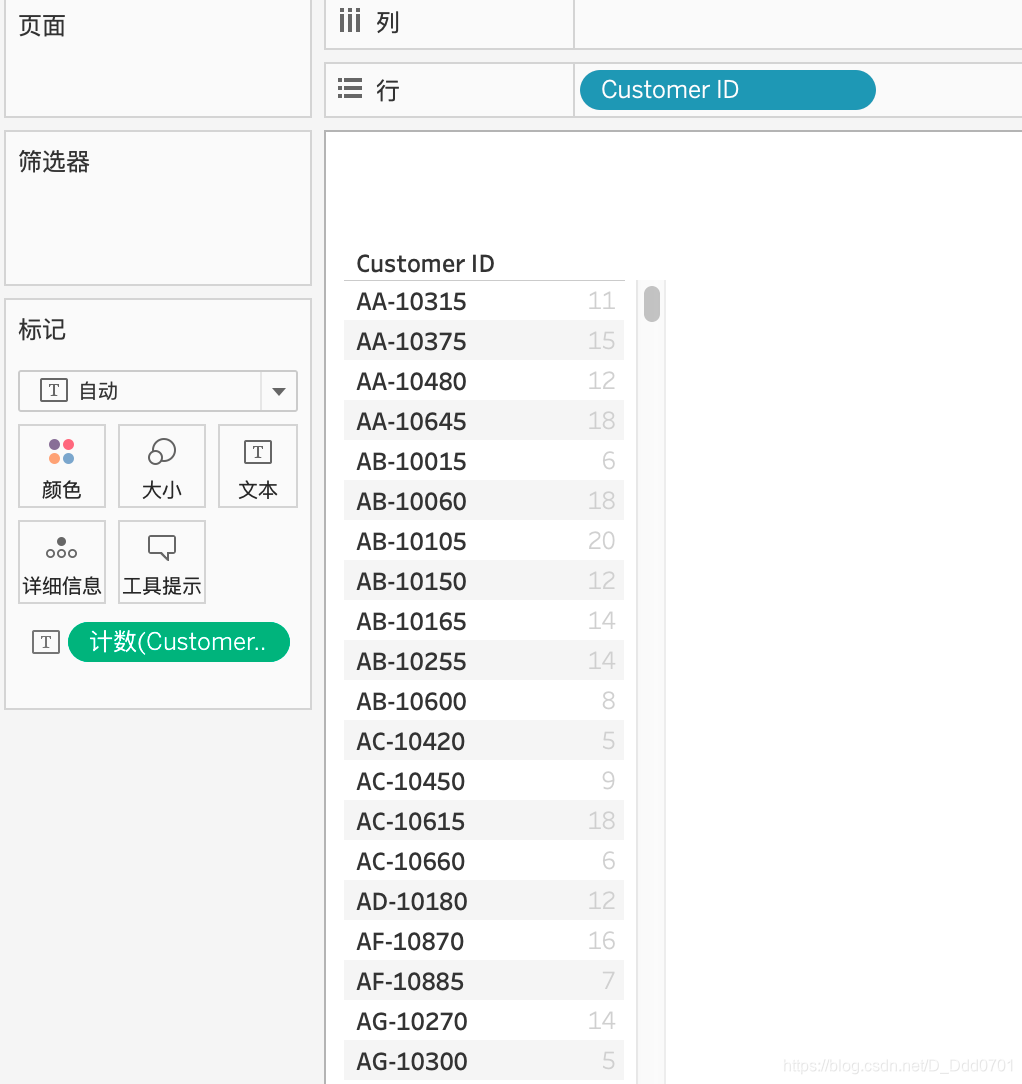 页面
列
行 Customer ID
筛选器
标记
T 自动
颜色 大小 T 文本
详细信息 工具提示
T 计数(Customer..
Customer ID
AA-10315 11
AA-10375 15
AA-10480 12
AA-10645 18
AB-10015 6
AB-10060 18
AB-10105 20
AB-10150 12
AB-10165 14
AB-10255 14
AB-10600 8
AC-10420 5
AC-10450 9
AC-10615 18
AC-10660 6
AD-10180 12
AF-10870 16
AF-10885 7
AG-10270 14
AG-10300 5
https://blog.csdn.net/D_Ddd0701